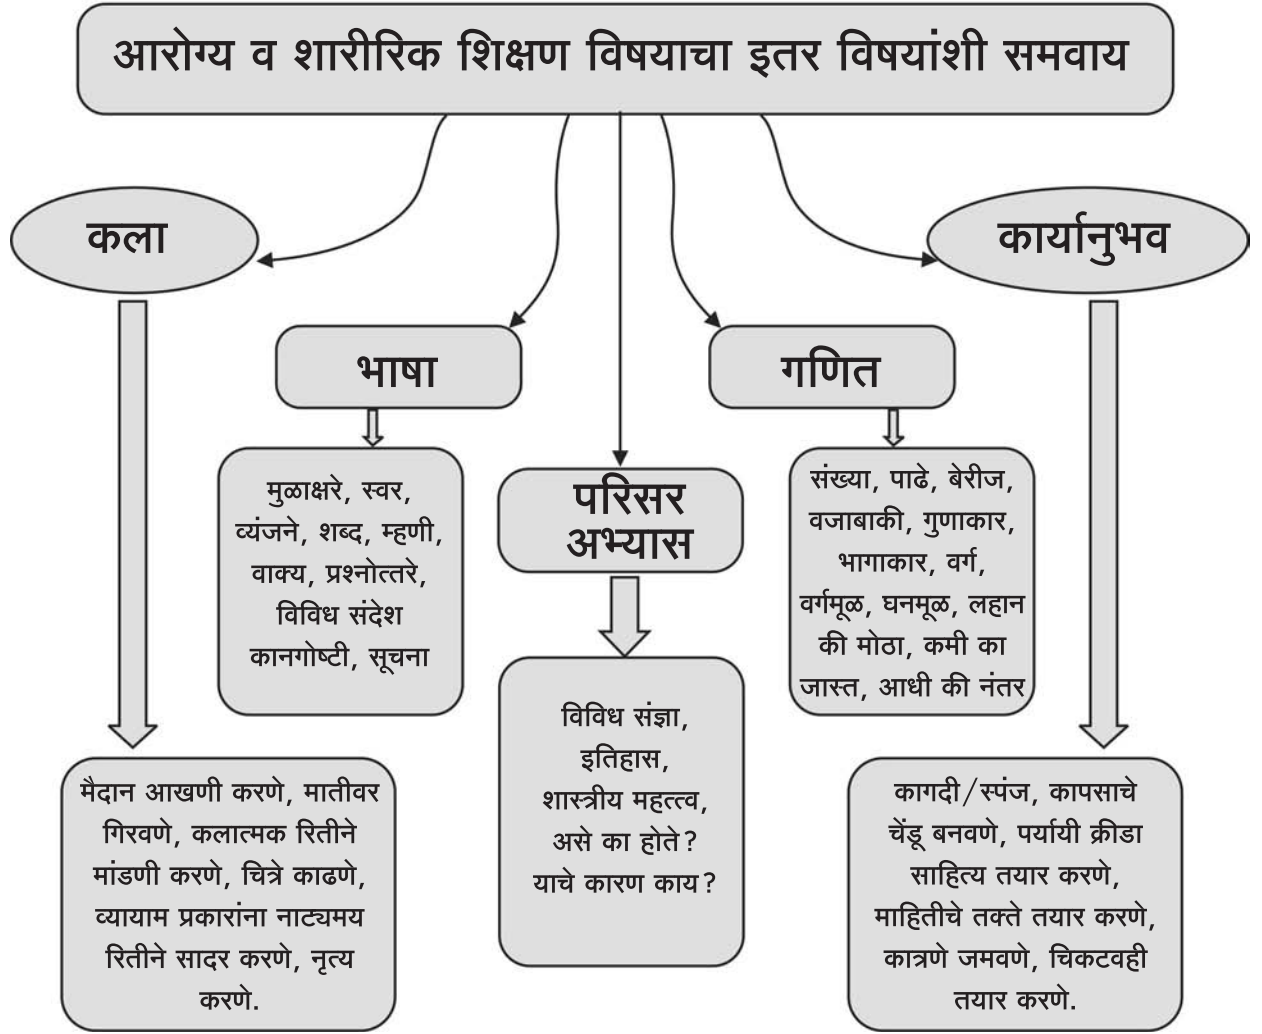 आरोग्य व शारीरिक शिक्षण विषयाचा इतर विषयांशी समवाय
कला
कार्यानुभव
भाषा
गणित
मुळाक्षरे, स्वर,
व्यंजने, शब्द, म्हणी,
वाक्य, प्रश्नोत्तरे,
विविध संदेश
कानगोष्टी, सूचना
परिसर
अभ्यास
संख्या, पाढे, बेरीज,
वजाबाकी, गुणाकार,
भागाकार, वर्ग,
वर्गमूळ, घनमूळ, लहान
की मोठा, कमी का
जास्त, आधी की नंतर
विविध संज्ञा,
इतिहास,
शास्त्रीय महत्त्व,
असे का होते?
याचे कारण काय?
मैदान आखणी करणे, मातीवर
गिरवणे, कलात्मक रितीने
मांडणी करणे, चित्रे काढणे,
व्यायाम प्रकारांना नाट्यमय
रितीने सादर करणे, नृत्य
करणे.
कागदी/स्पंज, कापसाचे
चेंडू बनवणे, पर्यायी क्रीडा
साहित्य तयार करणे,
माहितीचे तक्ते तयार करणे,
कात्रणे जमवणे, चिकटवही
तयार करणे.